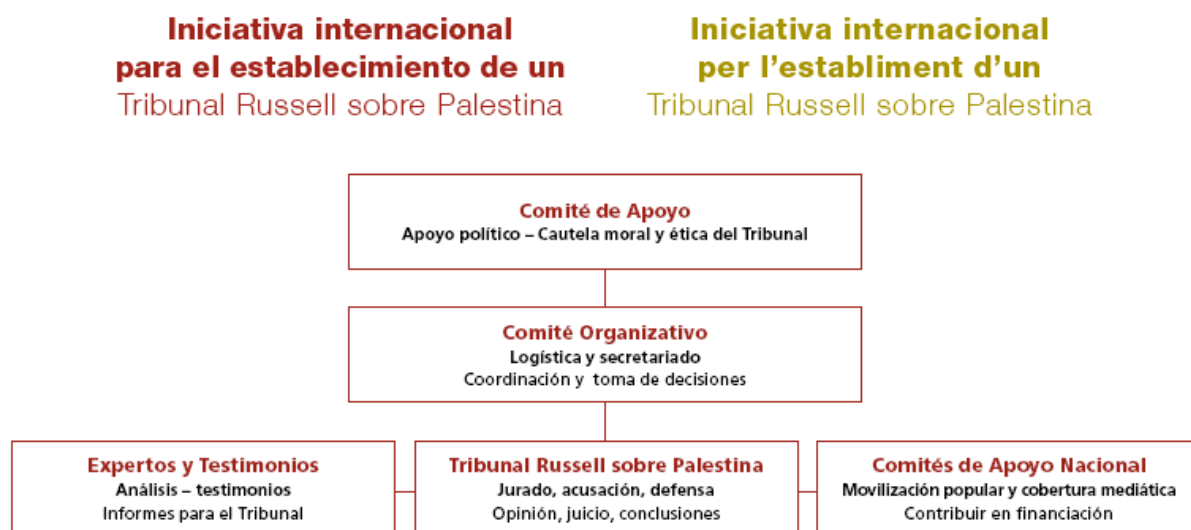 Iniciativa internacional
para el establecimiento de un
Tribunal Russell sobre Palestina
Iniciativa internacional
per l'establiment d'un
Tribunal Russell sobre Palestina
Comité de Apoyo
Apoyo político – Cautela moral y ética del Tribunal
Comité Organizativo
Logística y secretariado
Coordinación y toma de decisiones
Expertos y Testimonios
Análisis – testimonios
Informes para el Tribunal
Tribunal Russell sobre Palestina
Jurado, acusación, defensa
Opinión, juicio, conclusiones
Comités de Apoyo Nacional
Movilización popular y cobertura mediática
Contribuir en financiación